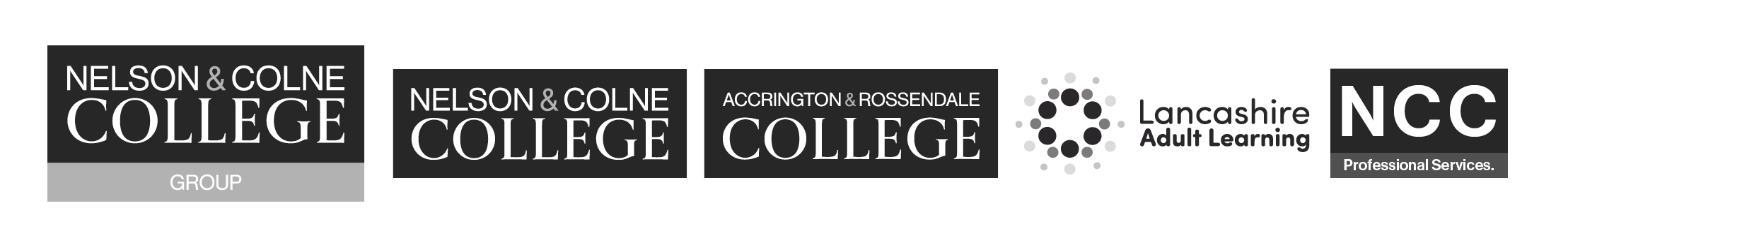 NELSON & COLNE
COLLEGE
GROUP
NELSON & COLNE
COLLEGE
ACCRINGTON & ROSSENDALE
COLLEGE
Lancashire
Adult Learning
NCC
Professional Services.